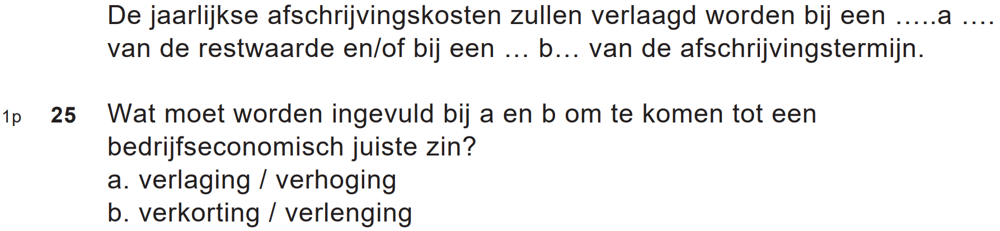 De jaarlijkse afschrijvingskosten zullen verlaagd worden bij een .....a ....
van de restwaarde en/of bij een ... b... van de afschrijvingstermijn.
1p 25 Wat moet worden ingevuld bij a en b om te komen tot een
bedrijfseconomisch juiste zin?
a. verlaging / verhoging
b. verkorting / verlenging